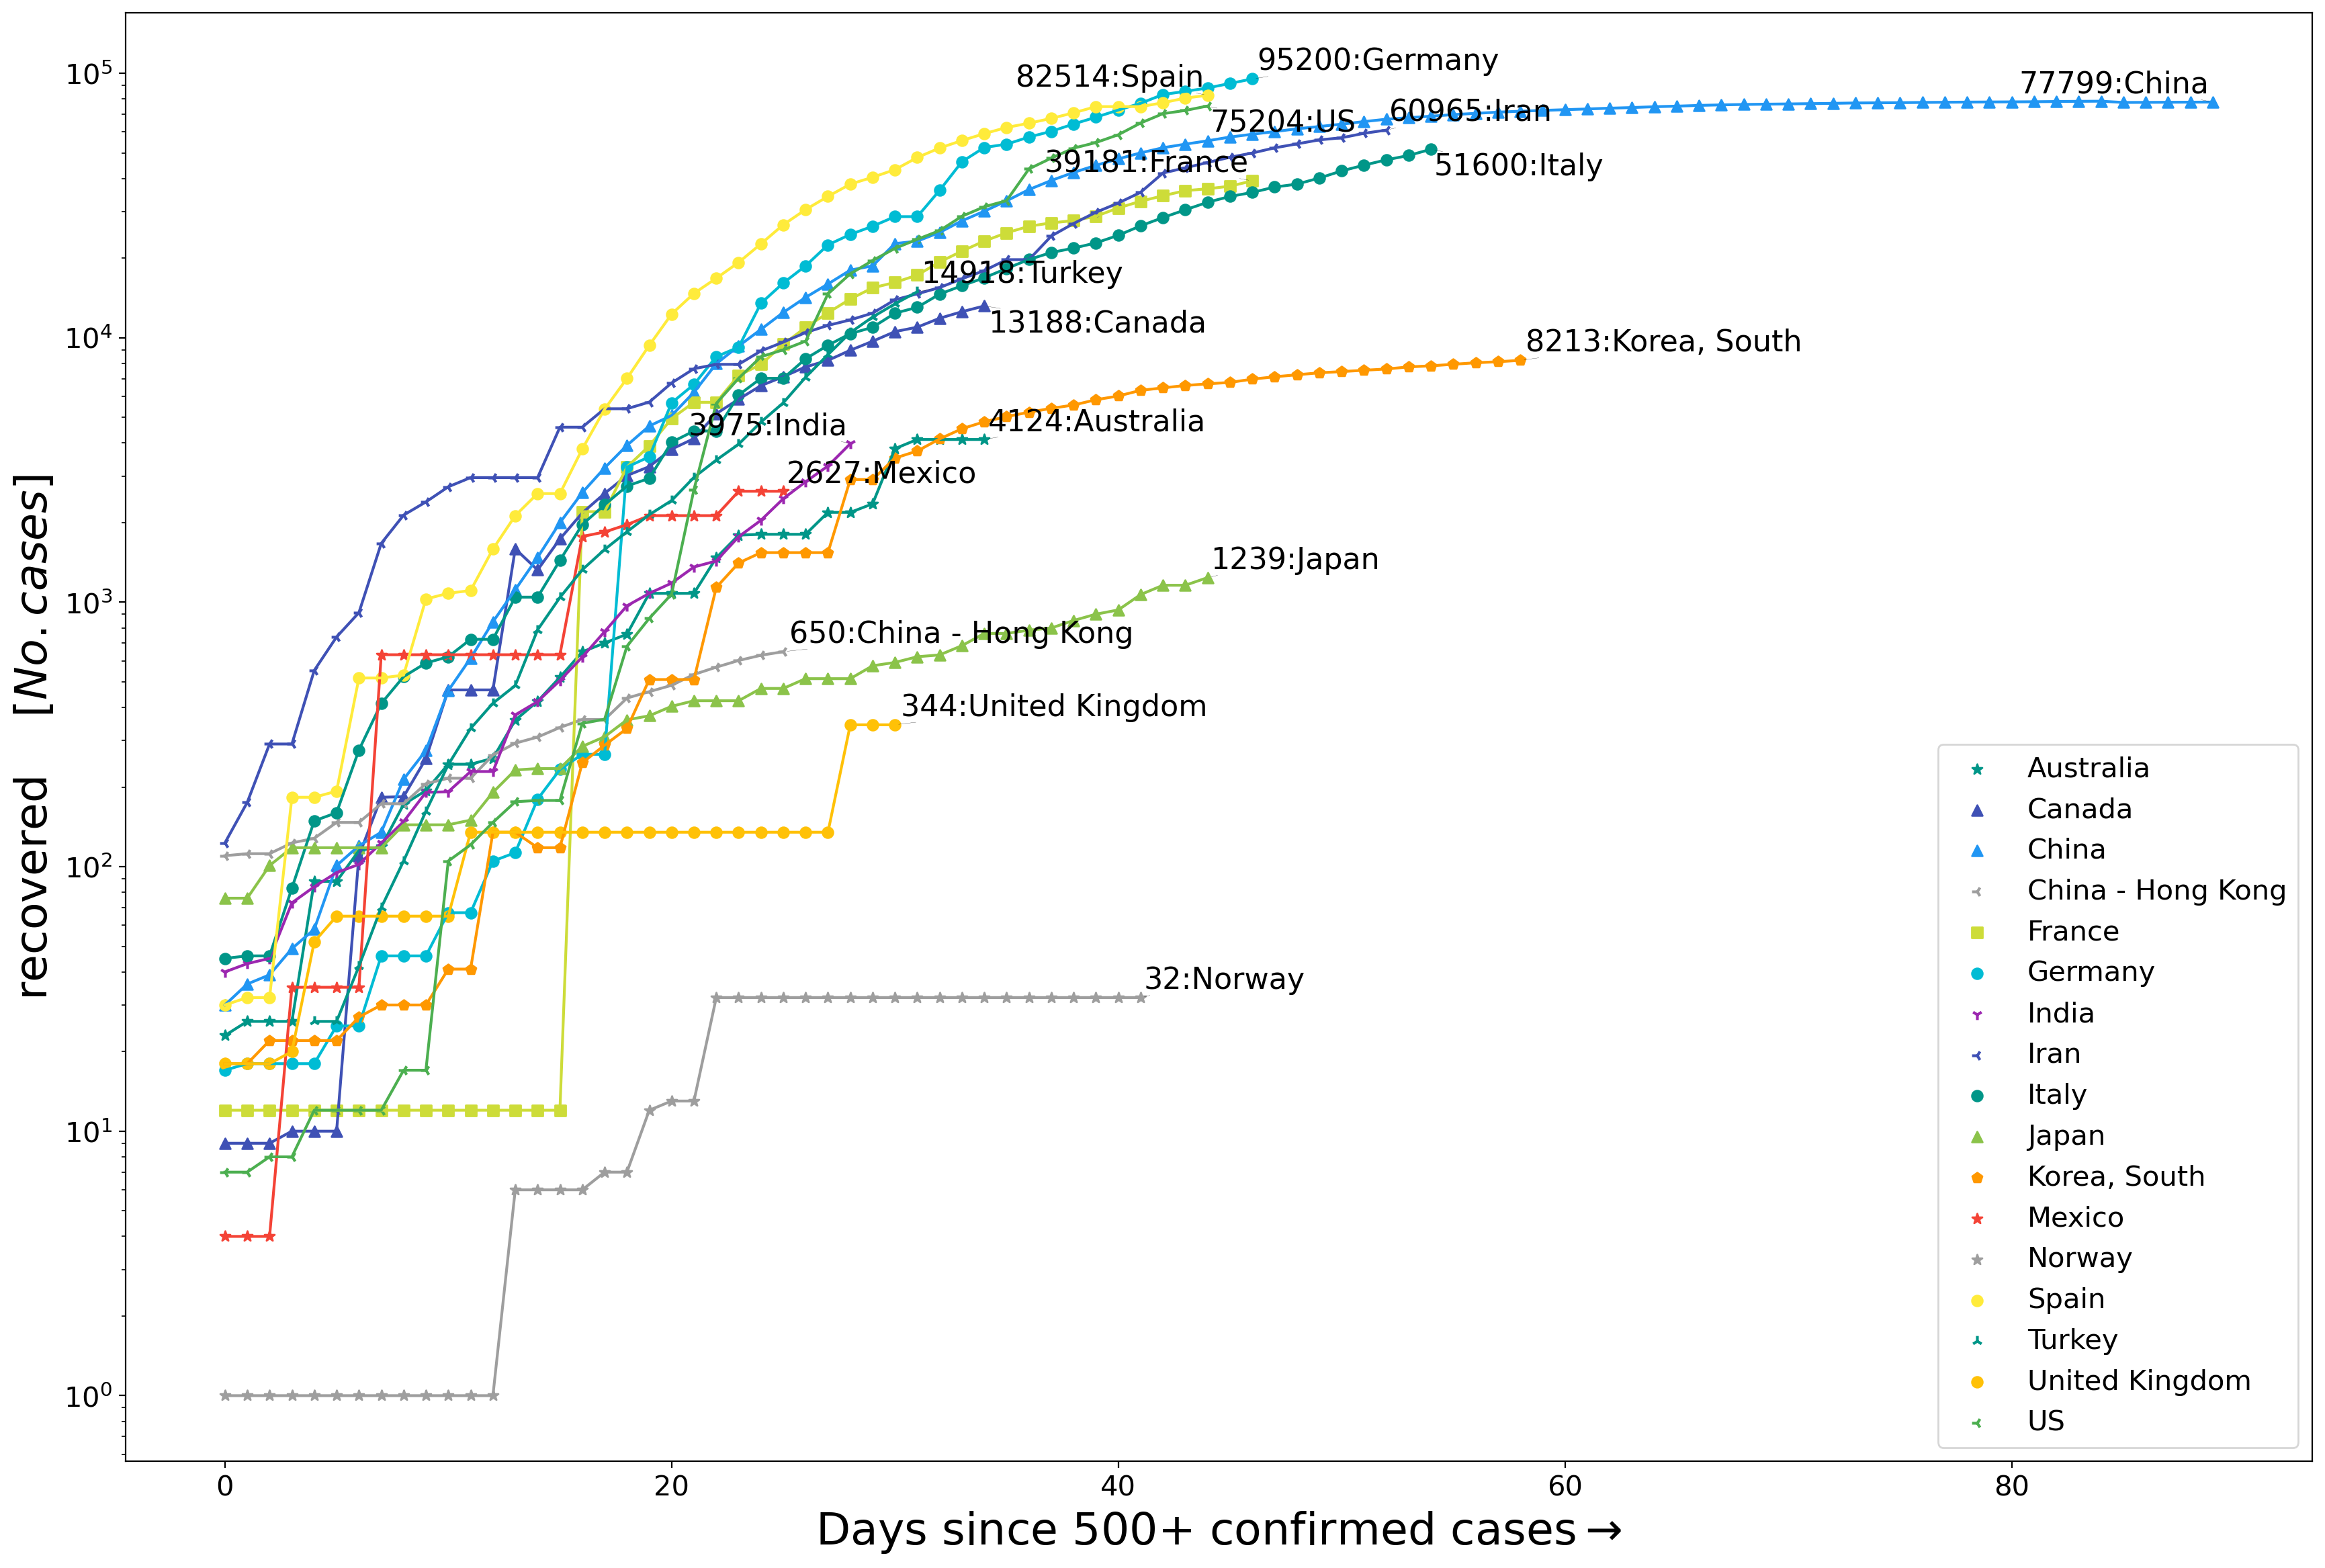 95200:Germany
82514:Spain
77799:China
75204:US
60965:Iran
39181:France
51600:Italy
14918:Turkey
13188:Canada
8213:Korea, South
3975:India
4124:Australia
2627:Mexico
1239:Japan
650:China - Hong Kong
344:United Kingdom
32:Norway
10^5
10^4
10^3
10^2
10^1
10^0
recovered [No. cases]
0 20 40 60 80
Days since 500+ confirmed cases→
Australia
Canada
China
China - Hong Kong
France
Germany
India
Iran
Italy
Japan
Korea, South
Mexico
Norway
Spain
Turkey
United Kingdom
US